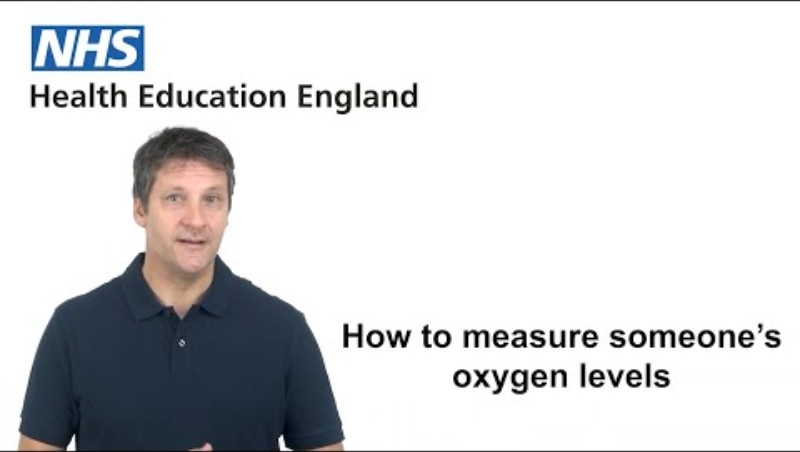 NHS
Health Education England
How to measure someone's
oxygen levels